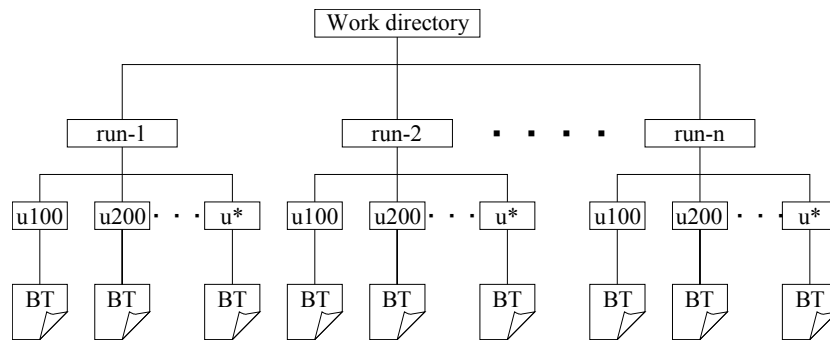 Work directory
run-1 run-2 run-n
u100 u200 u* u100 u200 u* u100 u200 u*
BT BT BT BT BT BT BT BT BT